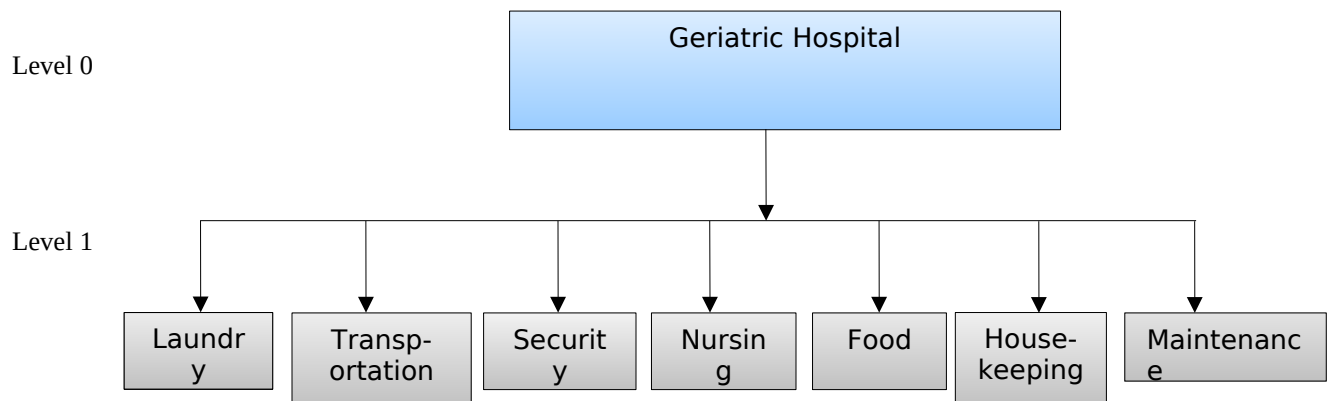 Geriatric Hospital
Level 0
Level 1
Laundr
y
Transp-
ortation
Securit
y
Nursin
g
Food
House-
keeping
Maintenanc
e